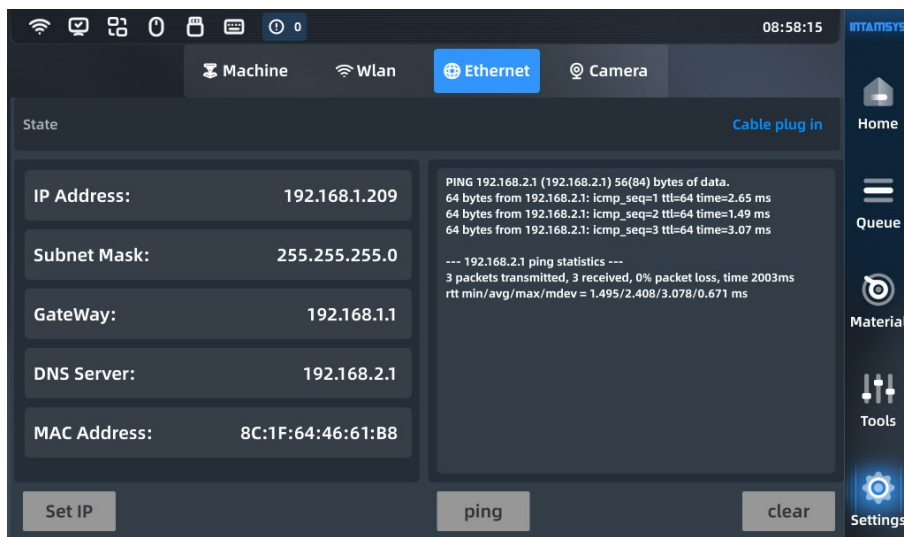 0
08:58:15
INTAMSYS
Machine
Wlan
Ethernet
Camera
State
Cable plug in
Home
IP Address:
192.168.1.209
Subnet Mask:
255.255.255.0
GateWay:
192.168.1.1
DNS Server:
192.168.2.1
MAC Address:
8C:1F:64:46:61:B8
PING 192.168.2.1 (192.168.2.1) 56(84) bytes of data.
64 bytes from 192.168.2.1: icmp_seq=1 ttl=64 time=2.65 ms
64 bytes from 192.168.2.1: icmp_seq=2 ttl=64 time=1.49 ms
64 bytes from 192.168.2.1: icmp_seq=3 ttl=64 time=3.07 ms
--- 192.168.2.1 ping statistics ---
3 packets transmitted, 3 received, 0% packet loss, time 2003ms
rtt min/avg/max/mdev = 1.495/2.408/3.078/0.671 ms
Queue
Material
Tools
Settings
Set IP
ping
clear